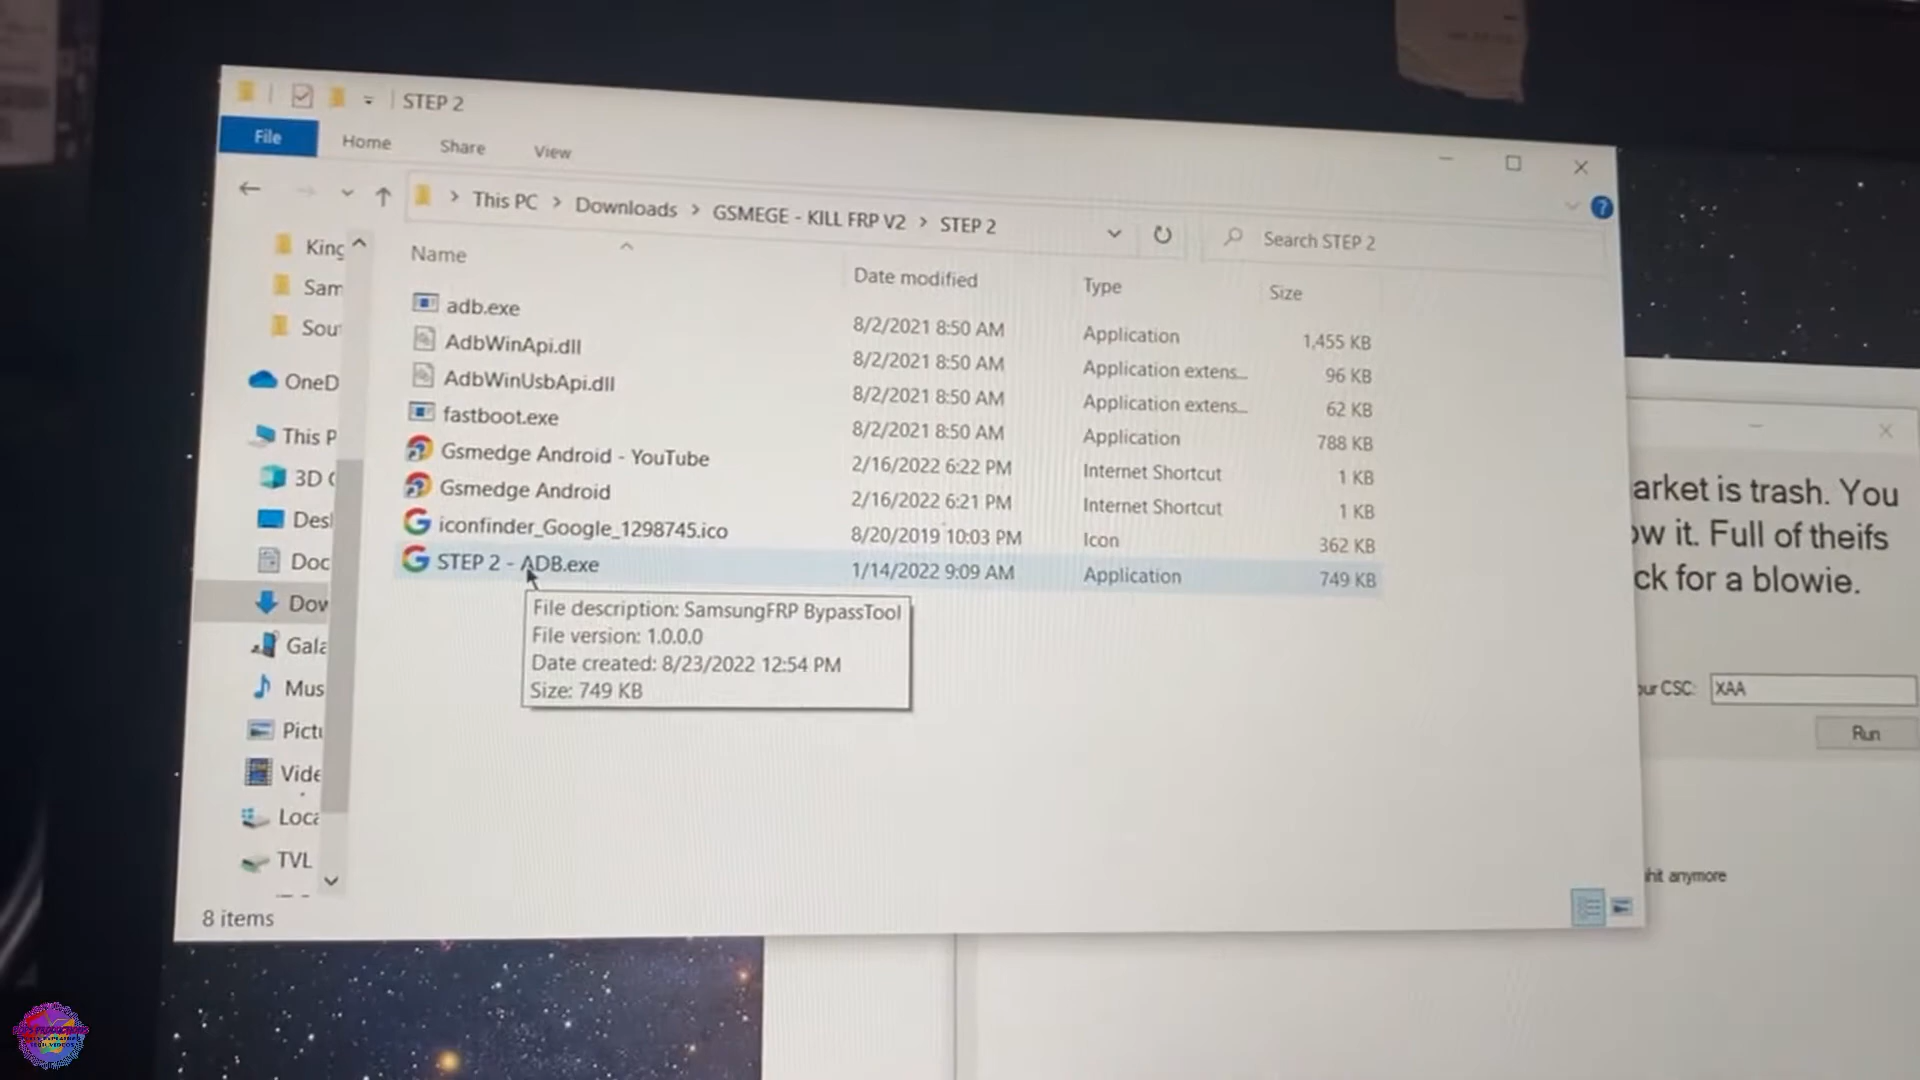 STEP 2
File Home Share View
This PC > Downloads > GSMEGE - KILL FRP V2 > STEP 2
Search STEP 2
Name Date modified Type Size
adb.exe 8/2/2021 8:50 AM Application 1,455 KB
AdbWinApi.dll 8/2/2021 8:50 AM Application extens... 96 KB
AdbWinUsbApi.dll 8/2/2021 8:50 AM Application extens... 62 KB
fastboot.exe 8/2/2021 8:50 AM Application 788 KB
Gsmedge Android - YouTube 2/16/2022 6:22 PM Internet Shortcut 1 KB
Gsmedge Android 2/16/2022 6:21 PM Internet Shortcut 1 KB
iconfinder_Google_1298745.ico 8/20/2019 10:03 PM Icon 362 KB
STEP 2 - ADB.exe 1/14/2022 9:09 AM Application 749 KB
File description: SamsungFRP BypassTool
File version: 1.0.0.0
Date created: 8/23/2022 12:54 PM
Size: 749 KB
King
Sam
Sou
OneD
This P
3D
Desl
Doc
Dow
Gala
Mus
Pictu
Vide
Loca
TVL
8 items
arket is trash. You
ow it. Full of theifs
ck for a blowie.
our CSC: XAA
Run
hit anymore